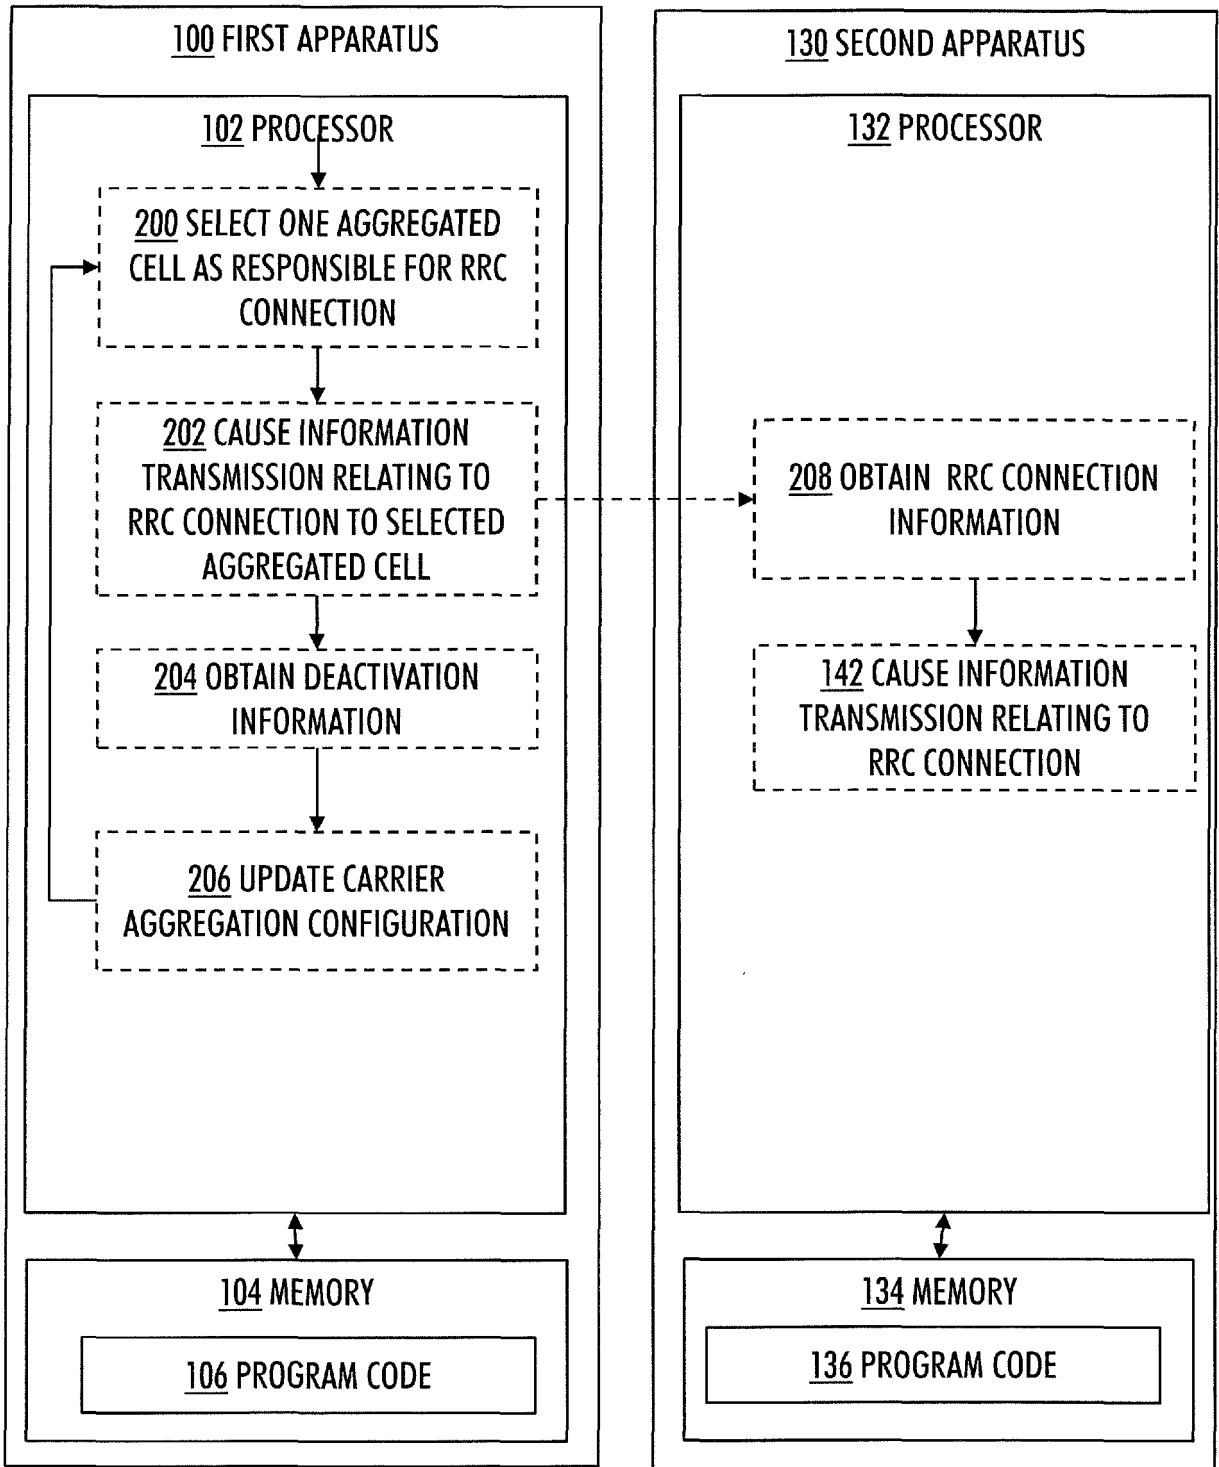 100 FIRST APPARATUS
102 PROCESSOR
200 SELECT ONE AGGREGATED
CELL AS RESPONSIBLE FOR RRC
CONNECTION
202 CAUSE INFORMATION
TRANSMISSION RELATING TO
RRC CONNECTION TO SELECTED
AGGREGATED CELL
204 OBTAIN DEACTIVATION
INFORMATION
206 UPDATE CARRIER
AGGREGATION CONFIGURATION
104 MEMORY
106 PROGRAM CODE
130 SECOND APPARATUS
132 PROCESSOR
208 OBTAIN RRC CONNECTION
INFORMATION
142 CAUSE INFORMATION
TRANSMISSION RELATING TO
RRC CONNECTION
134 MEMORY
136 PROGRAM CODE